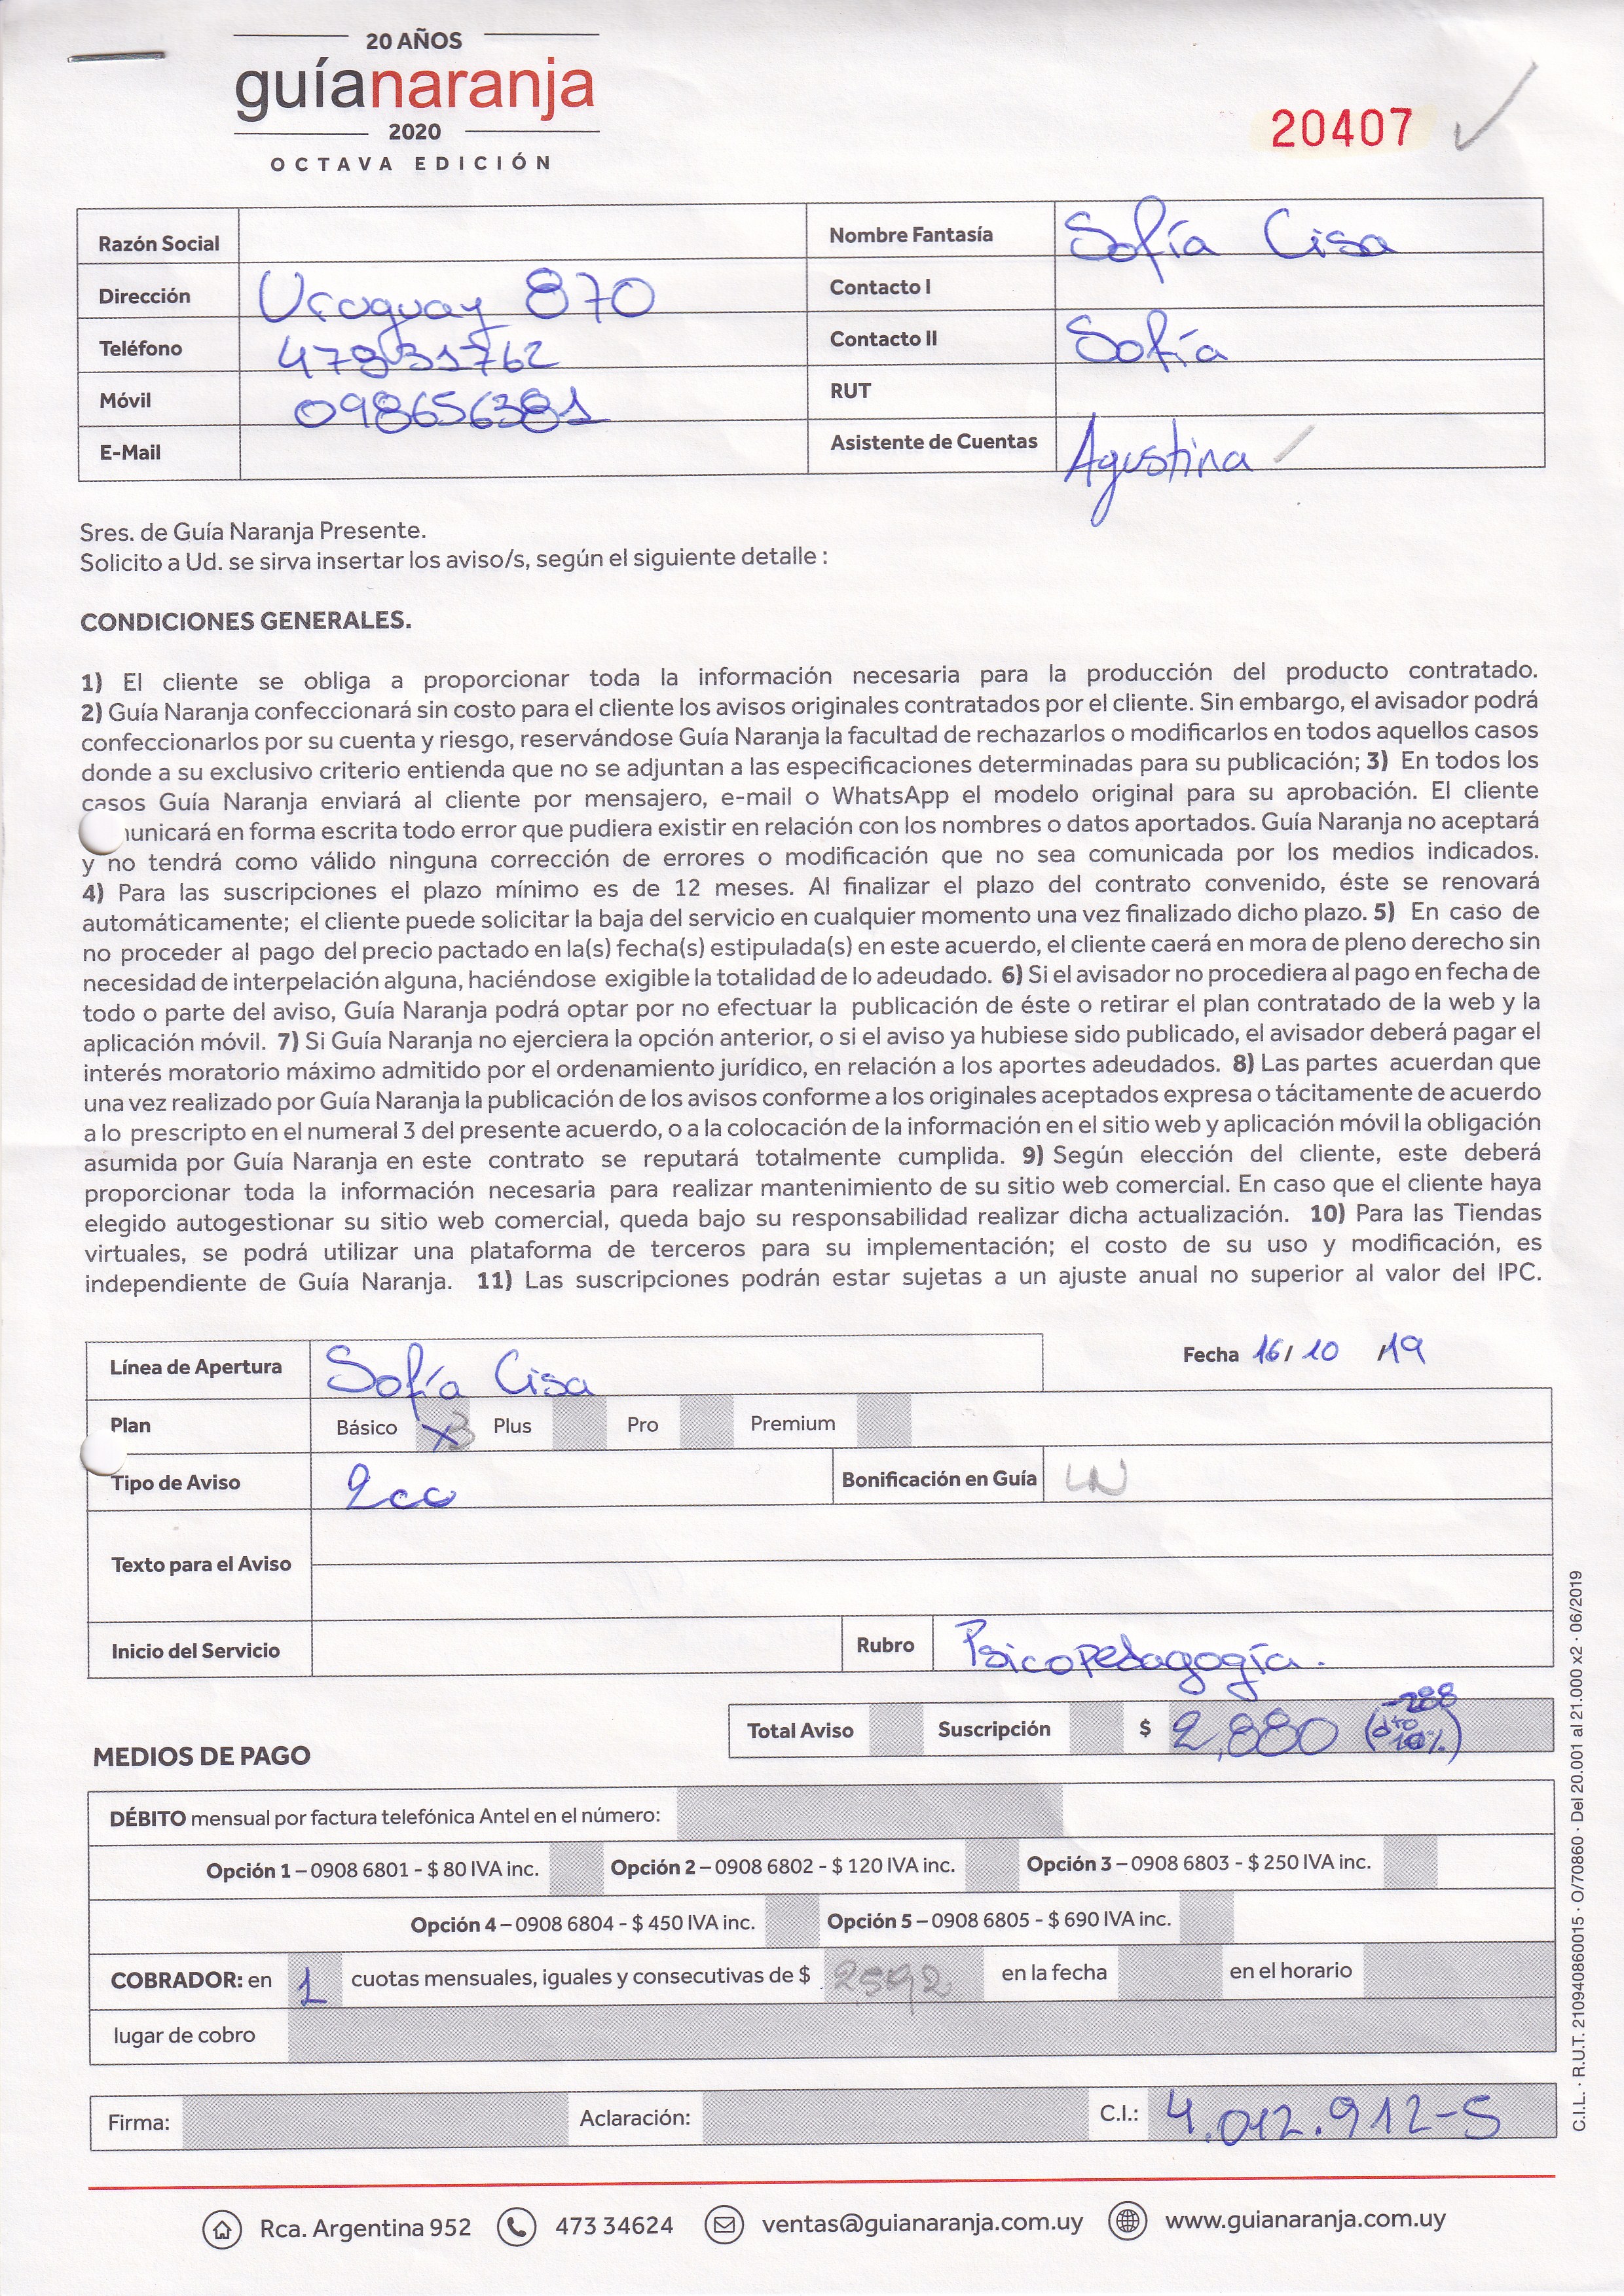 20 AÑOS
guíanaranja
2020
OCTAVA EDICIÓN
20407
Razón Social
Nombre Fantasía Sofía Cisa
Dirección Uruguay 870
Contacto I
Teléfono 47331762
Contacto II Sofía
Móvil 098656381
RUT
E-Mail
Asistente de Cuentas Agustina
Sres. de Guía Naranja Presente.
Solicito a Ud. se sirva insertar los aviso/s, según el siguiente detalle :
CONDICIONES GENERALES.
1) El cliente se obliga a proporcionar toda la información necesaria para la producción del producto contratado.
2) Guía Naranja confeccionará sin costo para el cliente los avisos originales contratados por el cliente. Sin embargo, el avisador podrá
confeccionarlos por su cuenta y riesgo, reservándose Guía Naranja la facultad de rechazarlos o modificarlos en todos aquellos casos
donde a su exclusivo criterio entienda que no se adjuntan a las especificaciones determinadas para su publicación; 3) En todos los
casos Guía Naranja enviará al cliente por mensajero, e-mail o WhatsApp el modelo original para su aprobación. El cliente
unicará en forma escrita todo error que pudiera existir en relación con los nombres o datos aportados. Guía Naranja no aceptará
y no tendrá como válido ninguna corrección de errores o modificación que no sea comunicada por los medios indicados.
4) Para las suscripciones el plazo mínimo es de 12 meses. Al finalizar el plazo del contrato convenido, éste se renovará
automáticamente; el cliente puede solicitar la baja del servicio en cualquier momento una vez finalizado dicho plazo. 5) En caso de
no proceder al pago del precio pactado en la(s) fecha(s) estipulada(s) en este acuerdo, el cliente caerá en mora de pleno derecho sin
necesidad de interpelación alguna, haciéndose exigible la totalidad de lo adeudado. 6) Si el avisador no procediera al pago en fecha de
todo o parte del aviso, Guía Naranja podrá optar por no efectuar la publicación de éste o retirar el plan contratado de la web y la
aplicación móvil. 7) Si Guía Naranja no ejerciera la opción anterior, o si el aviso ya hubiese sido publicado, el avisador deberá pagar el
interés moratorio máximo admitido por el ordenamiento jurídico, en relación a los aportes adeudados. 8) Las partes acuerdan que
una vez realizado por Guía Naranja la publicación de los avisos conforme a los originales aceptados expresa o tácitamente de acuerdo
a lo prescripto en el numeral 3 del presente acuerdo, o a la colocación de la información en el sitio web y aplicación móvil la obligación
asumida por Guía Naranja en este contrato se reputará totalmente cumplida. 9) Según elección del cliente, este deberá
proporcionar toda la información necesaria para realizar mantenimiento de su sitio web comercial. En caso que el cliente haya
elegido autogestionar su sitio web comercial, queda bajo su responsabilidad realizar dicha actualización. 10) Para las Tiendas
virtuales, se podrá utilizar una plataforma de terceros para su implementación; el costo de su uso y modificación, es
independiente de Guía Naranja. 11) Las suscripciones podrán estar sujetas a un ajuste anual no superior al valor del IPC.
Línea de Apertura Sofía Cisa
Fecha 16/ 10 /19
Plan Básico X B Plus Pro Premium
Tipo de Aviso 2cc
Bonificación en Guía LN
Texto para el Aviso
Inicio del Servicio
Rubro Psicopedagogía.
Total Aviso Suscripción $ 2,880 (dto 10%) -288
MEDIOS DE PAGO
DÉBITO mensual por factura telefónica Antel en el número:
Opción 1 – 0908 6801 - $ 80 IVA inc. Opción 2 – 0908 6802 - $ 120 IVA inc. Opción 3 – 0908 6803 - $ 250 IVA inc.
Opción 4 – 0908 6804 - $ 450 IVA inc. Opción 5 – 0908 6805 - $ 690 IVA inc.
COBRADOR: en 1 cuotas mensuales, iguales y consecutivas de $ 2592 en la fecha en el horario
lugar de cobro
Firma: Aclaración: C.I.: 4.012.912-5
Rca. Argentina 952 473 34624 ventas@guianaranja.com.uy www.guianaranja.com.uy
C.I.L. · R.U.T. 210940860015 · O/70860 · Del 20.001 al 21.000 x2 · 06/2019